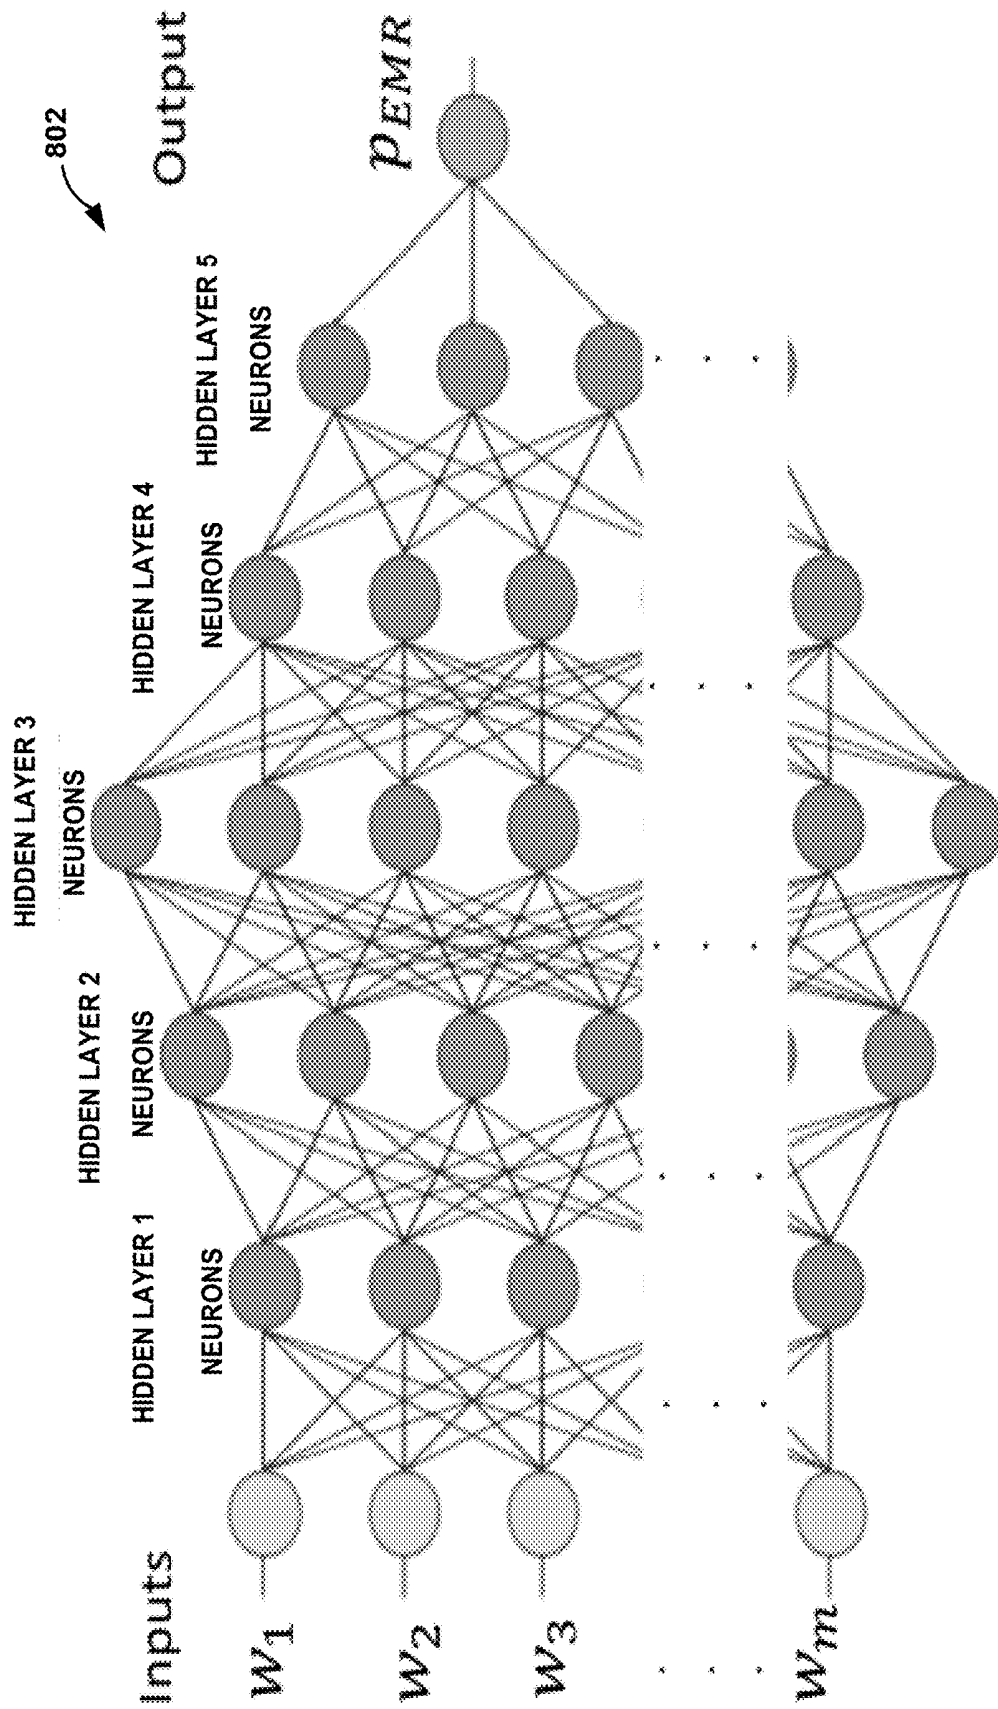 802
Inputs
HIDDEN LAYER 1
NEURONS
HIDDEN LAYER 2
NEURONS
HIDDEN LAYER 3
NEURONS
HIDDEN LAYER 4
NEURONS
HIDDEN LAYER 5
NEURONS
Output
w1
w2
w3
. . .
wm
pEMR